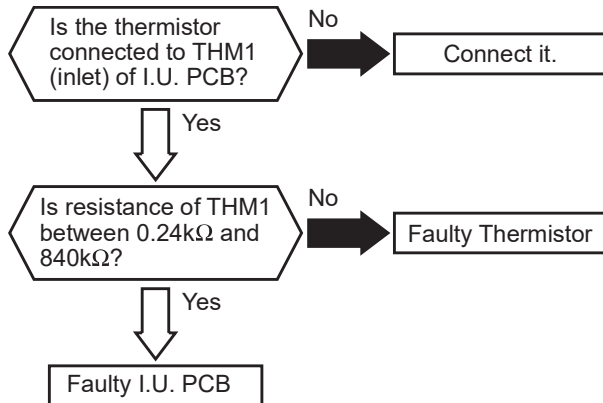 Is the thermistor
connected to THM1
(inlet) of I.U. PCB?
No
Connect it.
Yes
Is resistance of THM1
between 0.24kΩ and
840kΩ?
No
Faulty Thermistor
Yes
Faulty I.U. PCB